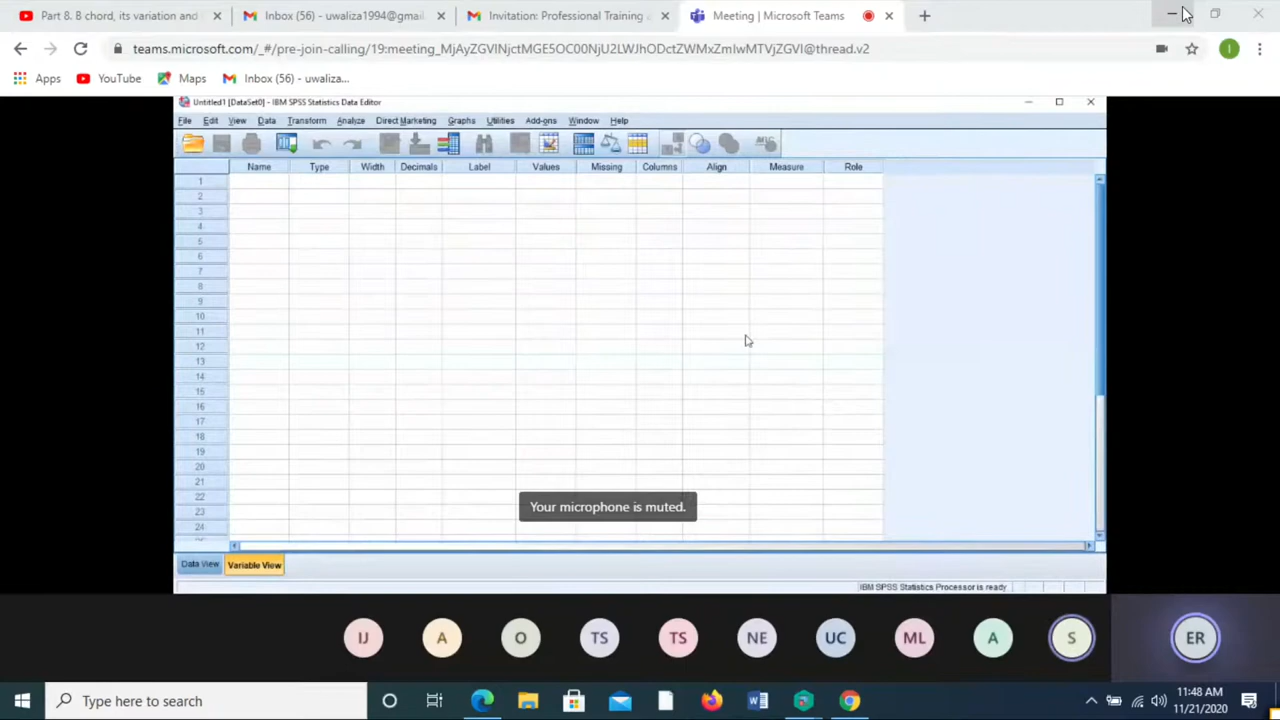 Part 8. B chord, its variation and
Inbox (56) - uwaliza1994@gmail.
Invitation: Professional Training
Meeting | Microsoft Teams
teams.microsoft.com/_#/pre-join-calling/19:meeting_MjAyZGVlNjctMGE5OC00NjU2LWJhODctZWMxZmIwMTVjZGVl@thread.v2
I
Apps
YouTube
Maps
Inbox (56) - uwaliza...
Untitled1 [DataSet0] - IBM SPSS Statistics Data Editor
File Edit View Data Transform Analyze Direct Marketing Graphs Utilities Add-ons Window Help
Name Type Width Decimals Label Values Missing Columns Align Measure Role
1
2
3
4
5
6
7
8
9
10
11
12
13
14
15
16
17
18
19
20
21
22
23
24
Your microphone is muted.
Data View Variable View
IBM SPSS Statistics Processor is ready
IJ A O TS TS NE UC ML A S ER
Type here to search
11:48 AM
11/21/2020